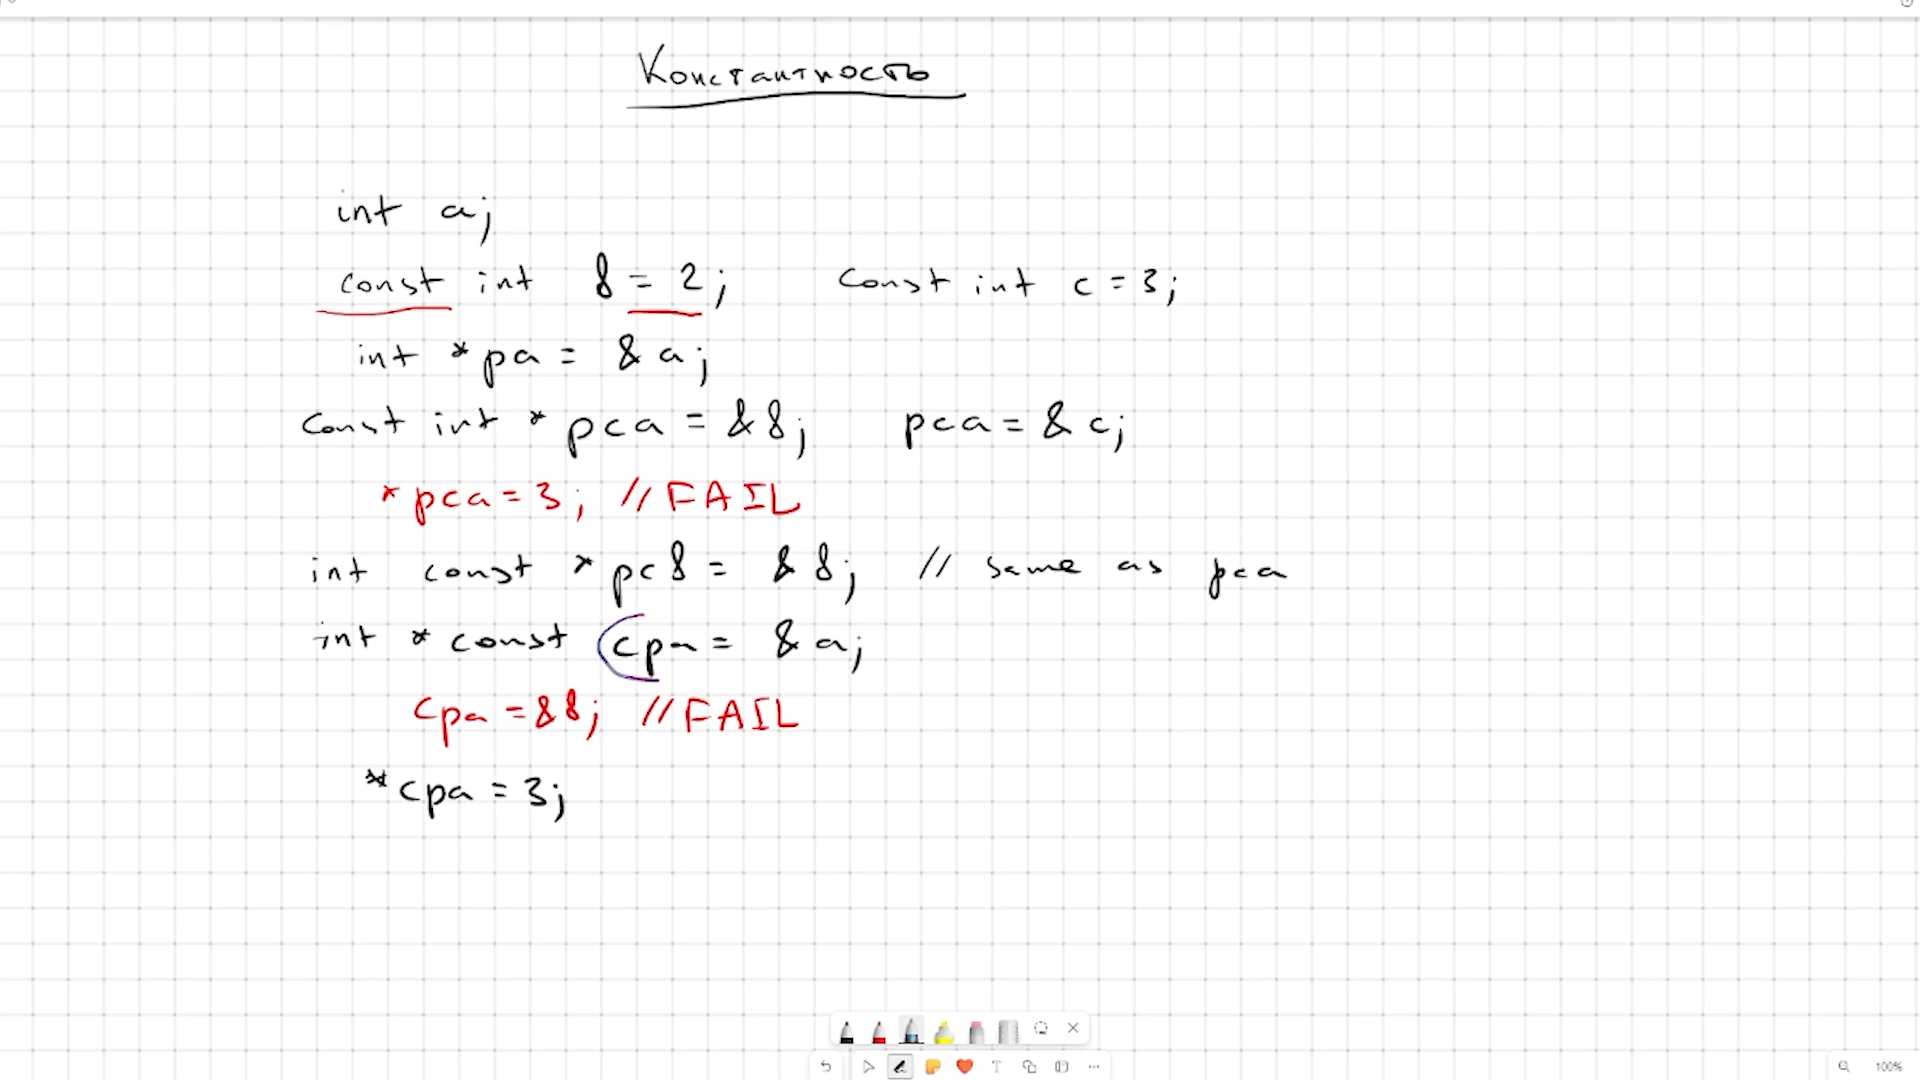 Константность
int a;
const int b = 2; const int c = 3;
int *pa = &a;
const int *pca = &b; pca = &c;
*pca = 3; // FAIL
int const *pcb = &b; // same as pca
int * const cpa = &a;
cpa = &b; // FAIL
*cpa = 3;
100%